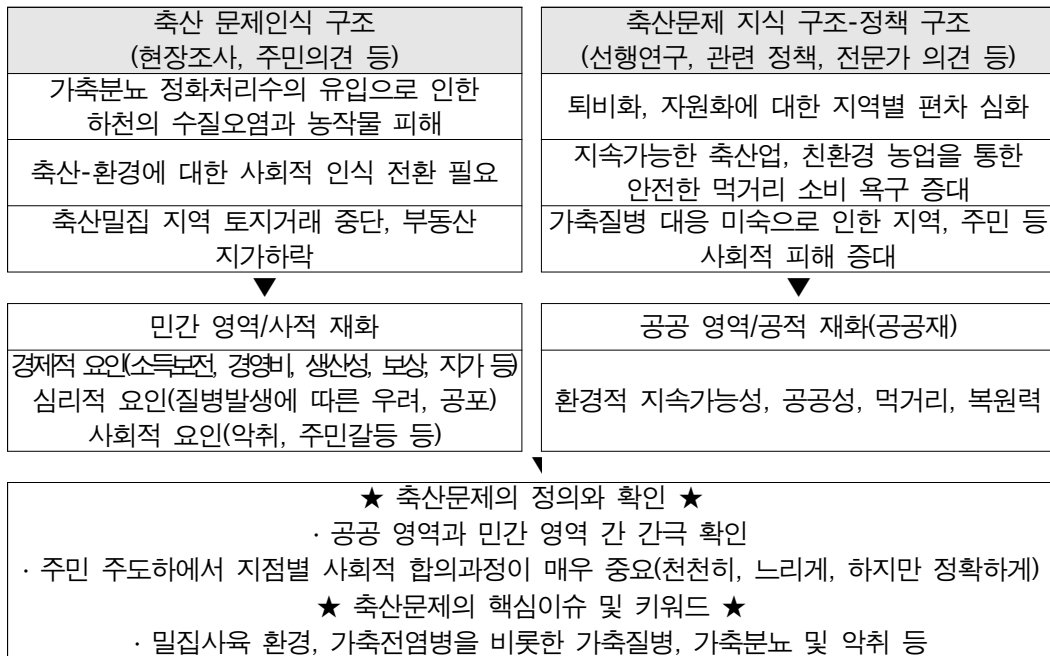 축산 문제인식 구조
(현장조사, 주민의견 등)
가축분뇨 정화처리수의 유입으로 인한
하천의 수질오염과 농작물 피해
축산-환경에 대한 사회적 인식 전환 필요
축산밀집 지역 토지거래 중단, 부동산
지가하락
▼
민간 영역/사적 재화
경제적 요인(소득보전, 경영비, 생산성, 보상, 지가 등)
심리적 요인(질병발생에 따른 우려, 공포)
사회적 요인(악취, 주민갈등 등)
축산문제 지식 구조-정책 구조
(선행연구, 관련 정책, 전문가 의견 등)
퇴비화, 자원화에 대한 지역별 편차 심화
지속가능한 축산업, 친환경 농업을 통한
안전한 먹거리 소비 욕구 증대
가축질병 대응 미숙으로 인한 지역, 주민 등
사회적 피해 증대
▼
공공 영역/공적 재화(공공재)
환경적 지속가능성, 공공성, 먹거리, 복원력
▼
★ 축산문제의 정의와 확인 ★
· 공공 영역과 민간 영역 간 간극 확인
· 주민 주도하에서 지점별 사회적 합의과정이 매우 중요(천천히, 느리게, 하지만 정확하게)
★ 축산문제의 핵심이슈 및 키워드 ★
· 밀집사육 환경, 가축전염병을 비롯한 가축질병, 가축분뇨 및 악취 등